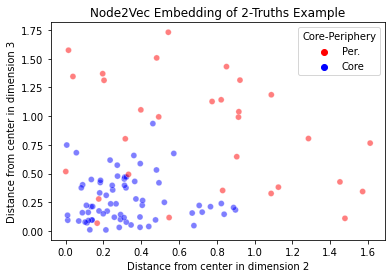 Node2Vec Embedding of 2-Truths Example
Core-Periphery
Per.
Core
Distance from center in dimension 3
1.75
1.50
1.25
1.00
0.75
0.50
0.25
0.00
0.0 0.2 0.4 0.6 0.8 1.0 1.2 1.4 1.6
Distance from center in dimension 2